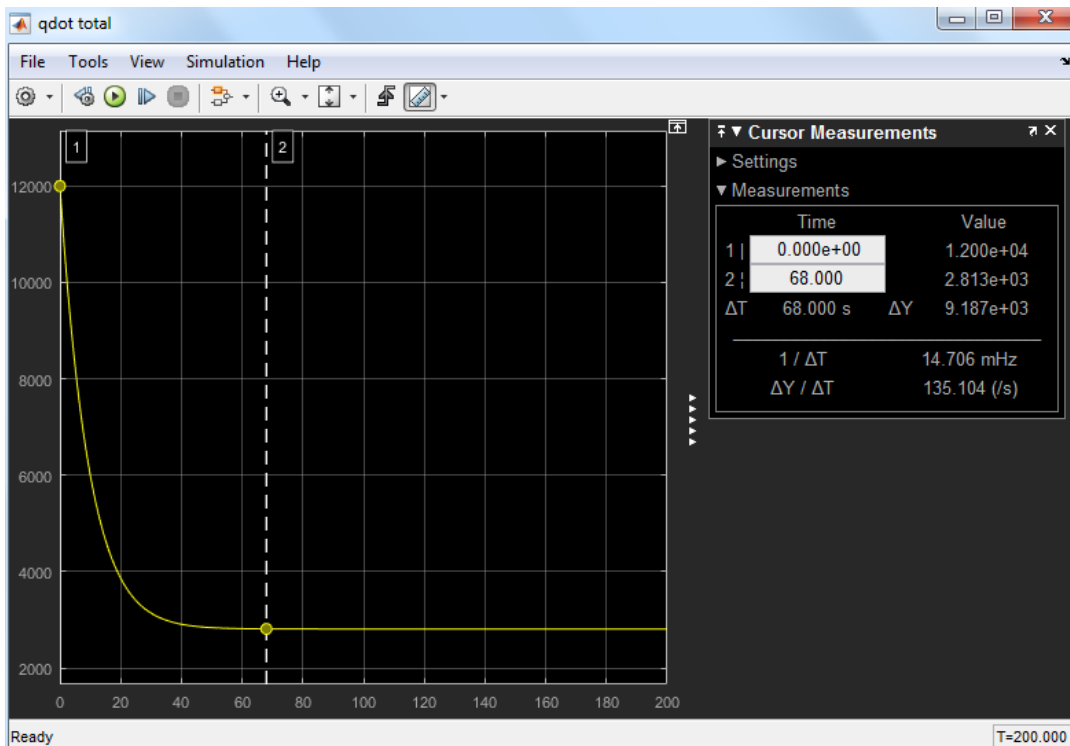 qdot total
File Tools View Simulation Help
1
2
12000
10000
8000
6000
4000
2000
0 20 40 60 80 100 120 140 160 180 200
Cursor Measurements
Settings
Measurements
Time Value
1 | 0.000e+00 1.200e+04
2 ¦ 68.000 2.813e+03
ΔT 68.000 s ΔY 9.187e+03
1 / ΔT 14.706 mHz
ΔY / ΔT 135.104 (/s)
Ready T=200.000